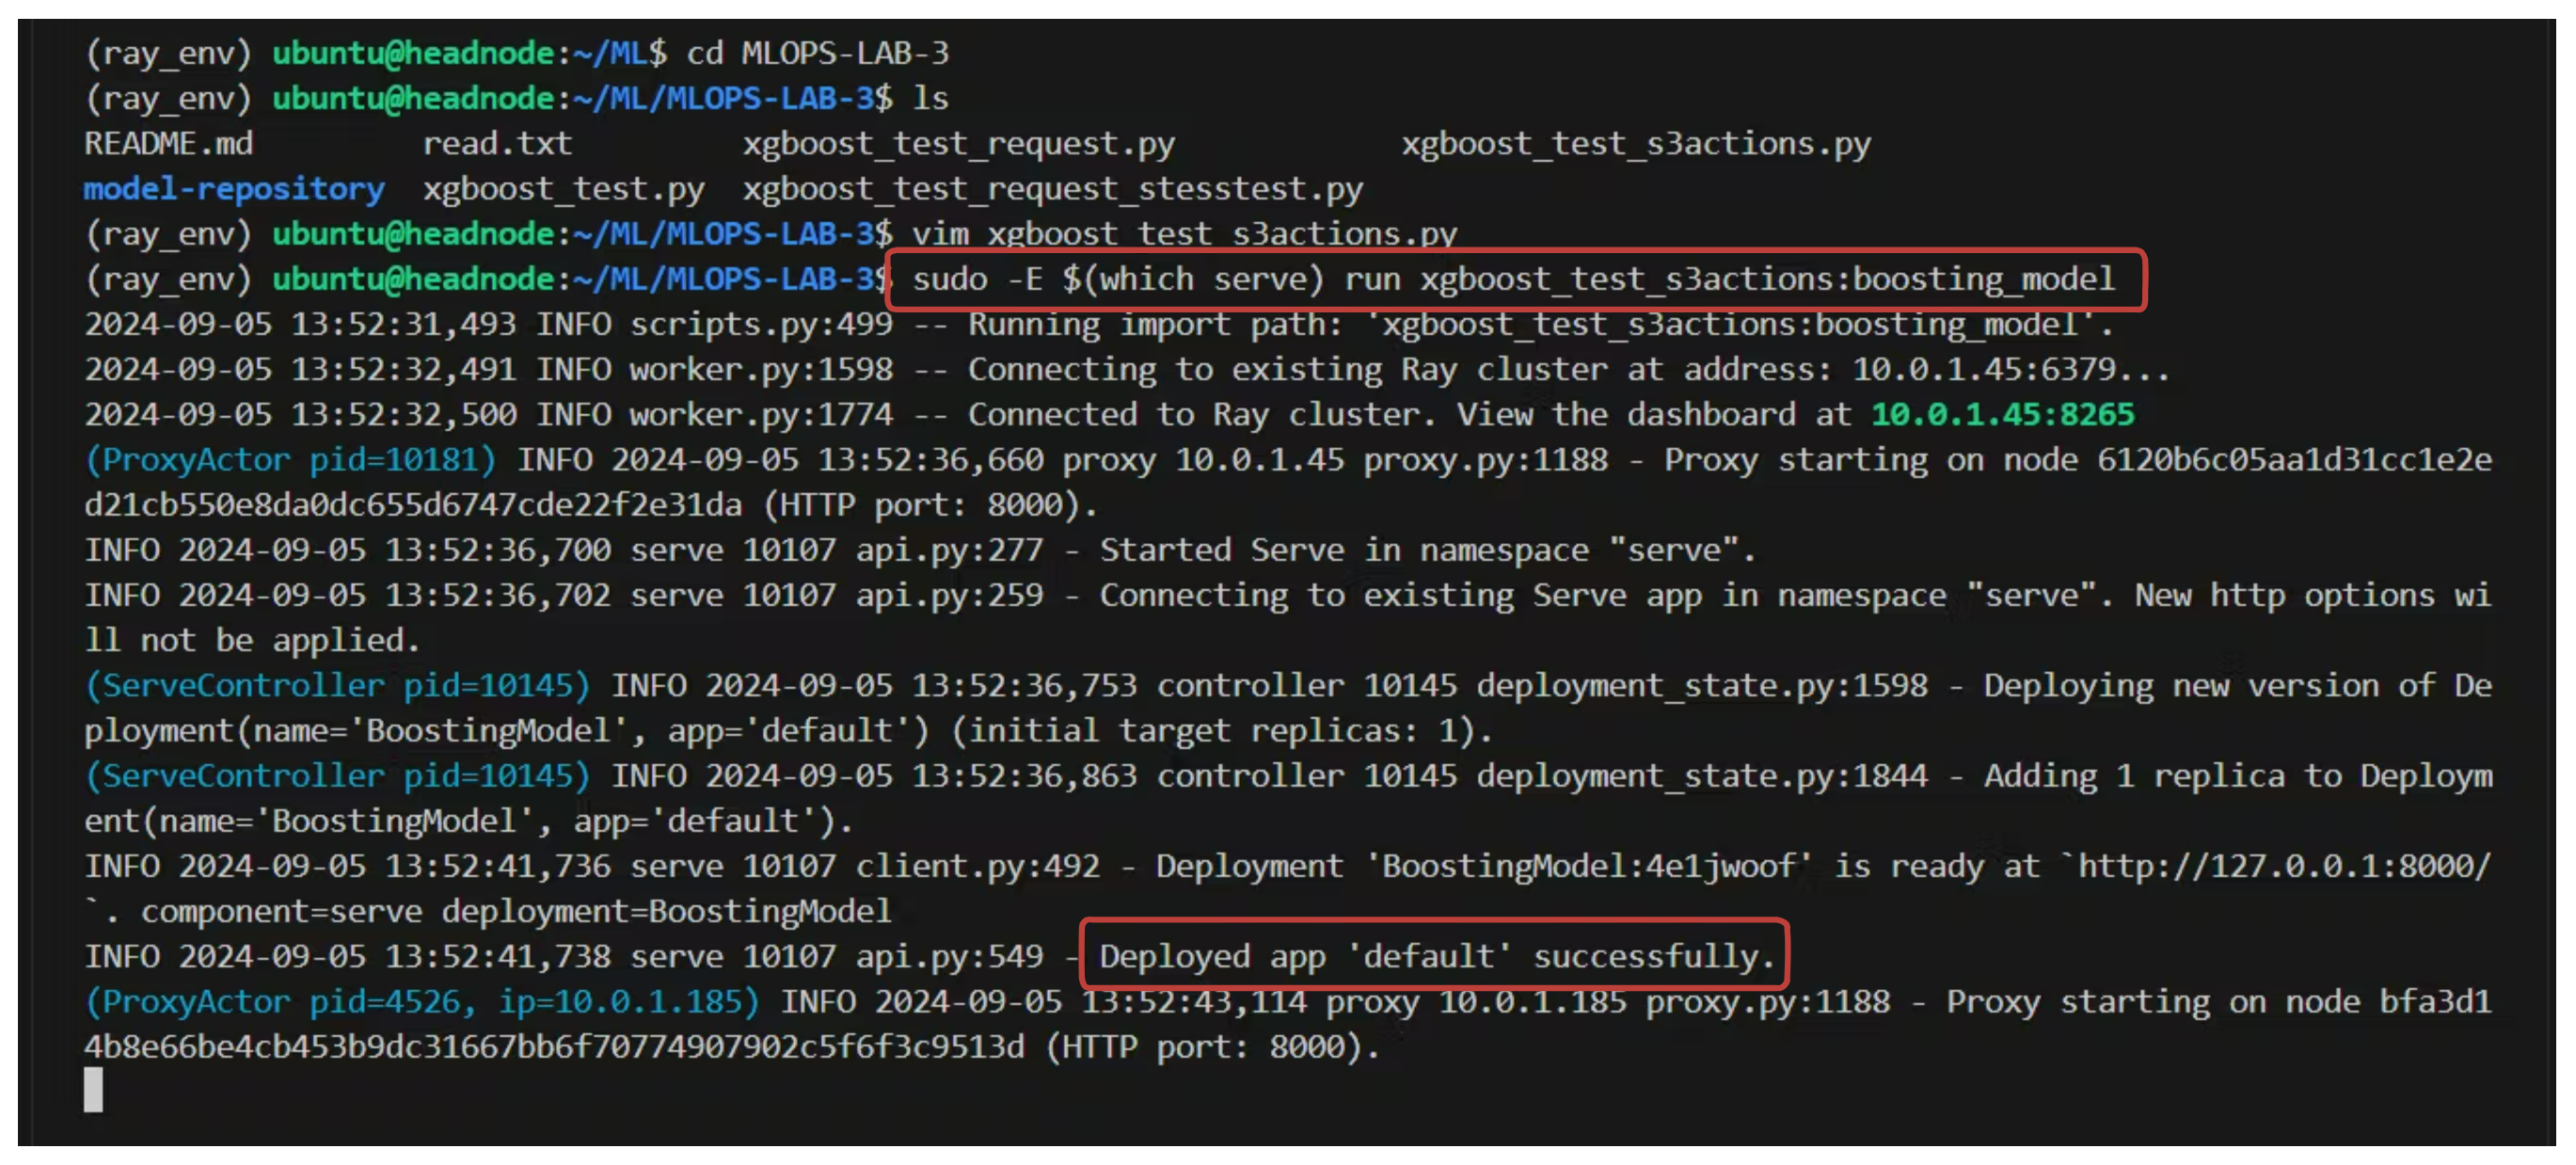 (ray_env) ubuntu@headnode:~/ML$ cd MLOPS-LAB-3
(ray_env) ubuntu@headnode:~/ML/MLOPS-LAB-3$ ls
README.md         read.txt         xgboost_test_request.py            xgboost_test_s3actions.py
model-repository  xgboost_test.py  xgboost_test_request_stesstest.py
(ray_env) ubuntu@headnode:~/ML/MLOPS-LAB-3$ vim xgboost_test_s3actions.py
(ray_env) ubuntu@headnode:~/ML/MLOPS-LAB-3$ sudo -E $(which serve) run xgboost_test_s3actions:boosting_model
2024-09-05 13:52:31,493 INFO scripts.py:499 -- Running import path: 'xgboost_test_s3actions:boosting_model'.
2024-09-05 13:52:32,491 INFO worker.py:1598 -- Connecting to existing Ray cluster at address: 10.0.1.45:6379...
2024-09-05 13:52:32,500 INFO worker.py:1774 -- Connected to Ray cluster. View the dashboard at 10.0.1.45:8265
(ProxyActor pid=10181) INFO 2024-09-05 13:52:36,660 proxy 10.0.1.45 proxy.py:1188 - Proxy starting on node 6120b6c05aa1d31cc1e2e
d21cb550e8da0dc655d6747cde22f2e31da (HTTP port: 8000).
INFO 2024-09-05 13:52:36,700 serve 10107 api.py:277 - Started Serve in namespace "serve".
INFO 2024-09-05 13:52:36,702 serve 10107 api.py:259 - Connecting to existing Serve app in namespace "serve". New http options wi
ll not be applied.
(ServeController pid=10145) INFO 2024-09-05 13:52:36,753 controller 10145 deployment_state.py:1598 - Deploying new version of De
ployment(name='BoostingModel', app='default') (initial target replicas: 1).
(ServeController pid=10145) INFO 2024-09-05 13:52:36,863 controller 10145 deployment_state.py:1844 - Adding 1 replica to Deploym
ent(name='BoostingModel', app='default').
INFO 2024-09-05 13:52:41,736 serve 10107 client.py:492 - Deployment 'BoostingModel:4e1jwoof' is ready at `http://127.0.0.1:8000/
`. component=serve deployment=BoostingModel
INFO 2024-09-05 13:52:41,738 serve 10107 api.py:549 - Deployed app 'default' successfully.
(ProxyActor pid=4526, ip=10.0.1.185) INFO 2024-09-05 13:52:43,114 proxy 10.0.1.185 proxy.py:1188 - Proxy starting on node bfa3d1
4b8e66be4cb453b9dc31667bb6f70774907902c5f6f3c9513d (HTTP port: 8000).